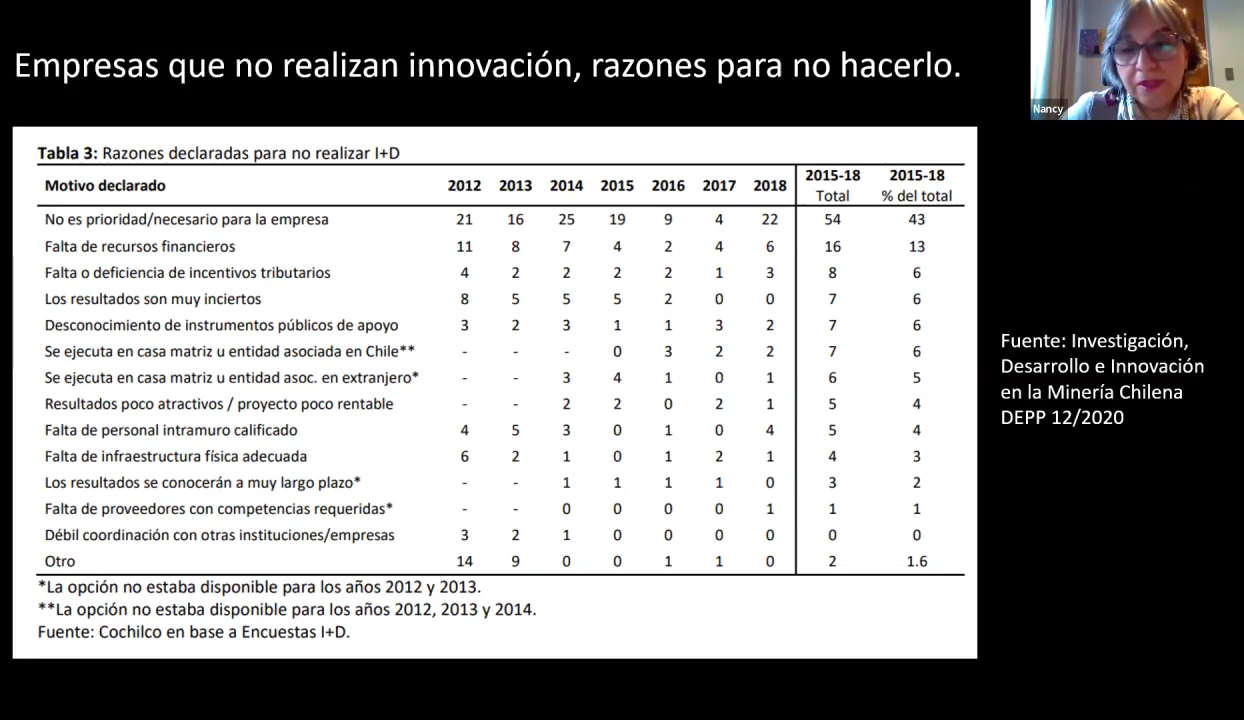 Empresas que no realizan innovación, razones para no hacerlo.
Nancy
Tabla 3: Razones declaradas para no realizar I+D
Motivo declarado 2012 2013 2014 2015 2016 2017 2018 2015-18 Total 2015-18 % del total
No es prioridad/necesario para la empresa 21 16 25 19 9 4 22 54 43
Falta de recursos financieros 11 8 7 4 2 4 6 16 13
Falta o deficiencia de incentivos tributarios 4 2 2 2 2 1 3 8 6
Los resultados son muy inciertos 8 5 5 5 2 0 0 7 6
Desconocimiento de instrumentos públicos de apoyo 3 2 3 1 1 3 2 7 6
Se ejecuta en casa matriz u entidad asociada en Chile** - - - 0 3 2 2 7 6
Se ejecuta en casa matriz u entidad asoc. en extranjero* - - 3 4 1 0 1 6 5
Resultados poco atractivos / proyecto poco rentable - - 2 2 0 2 1 5 4
Falta de personal intramuro calificado 4 5 3 0 1 0 4 5 4
Falta de infraestructura física adecuada 6 2 1 0 1 2 1 4 3
Los resultados se conocerán a muy largo plazo* - - 1 1 1 1 0 3 2
Falta de proveedores con competencias requeridas* - - 0 0 0 0 1 1 1
Débil coordinación con otras instituciones/empresas 3 2 1 0 0 0 0 0 0
Otro 14 9 0 0 1 1 0 2 1.6
*La opción no estaba disponible para los años 2012 y 2013.
**La opción no estaba disponible para los años 2012, 2013 y 2014.
Fuente: Cochilco en base a Encuestas I+D.
Fuente: Investigación,
Desarrollo e Innovación
en la Minería Chilena
DEPP 12/2020